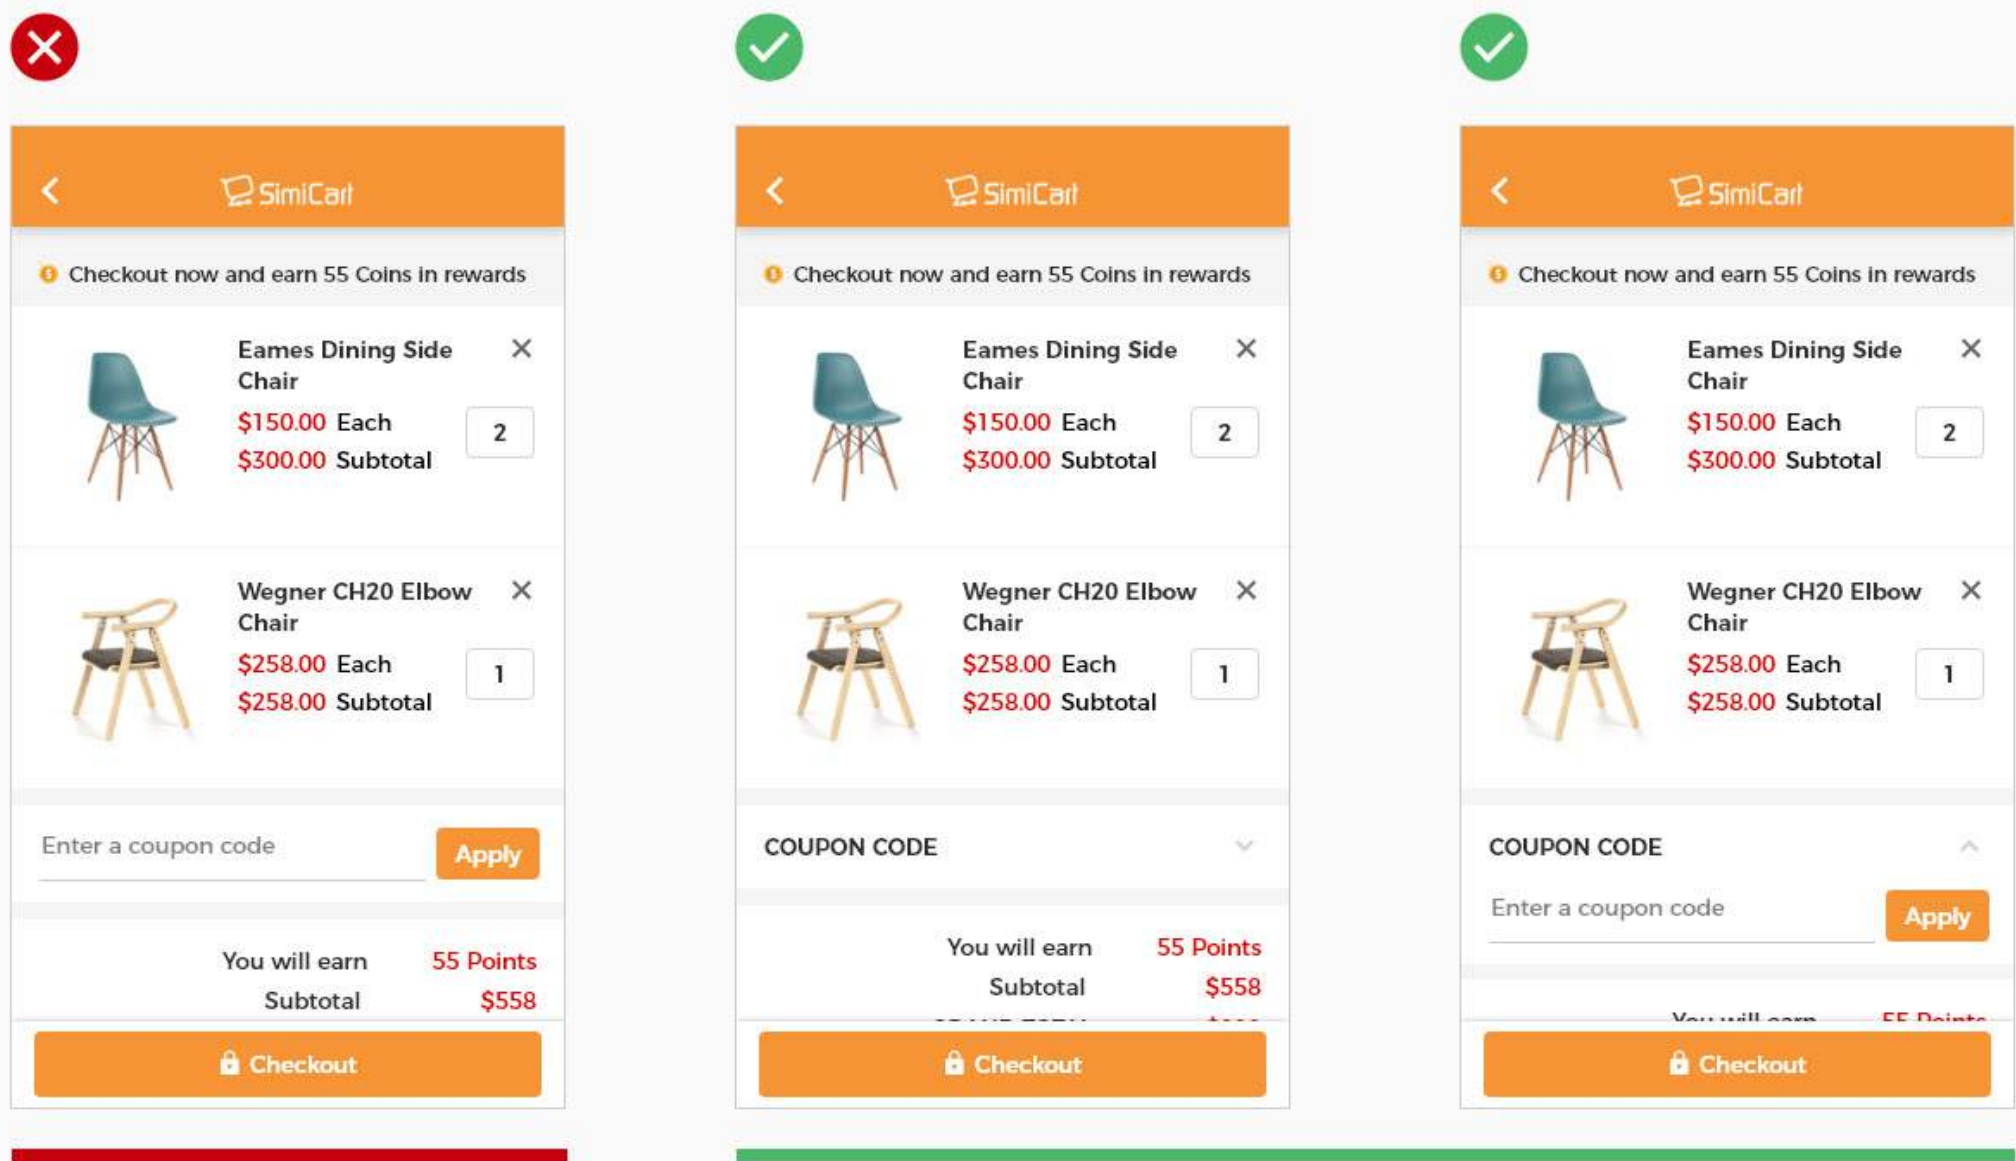 SimiCart
Checkout now and earn 55 Coins in rewards
Eames Dining Side
Chair
$150.00 Each
2
$300.00 Subtotal
Wegner CH20 Elbow
Chair
$258.00 Each
1
$258.00 Subtotal
Enter a coupon code
Apply
You will earn 55 Points
Subtotal $558
Checkout
SimiCart
Checkout now and earn 55 Coins in rewards
Eames Dining Side
Chair
$150.00 Each
2
$300.00 Subtotal
Wegner CH20 Elbow
Chair
$258.00 Each
1
$258.00 Subtotal
COUPON CODE
You will earn 55 Points
Subtotal $558
Checkout
SimiCart
Checkout now and earn 55 Coins in rewards
Eames Dining Side
Chair
$150.00 Each
2
$300.00 Subtotal
Wegner CH20 Elbow
Chair
$258.00 Each
1
$258.00 Subtotal
COUPON CODE
Enter a coupon code
Apply
You will earn 55 Points
Checkout